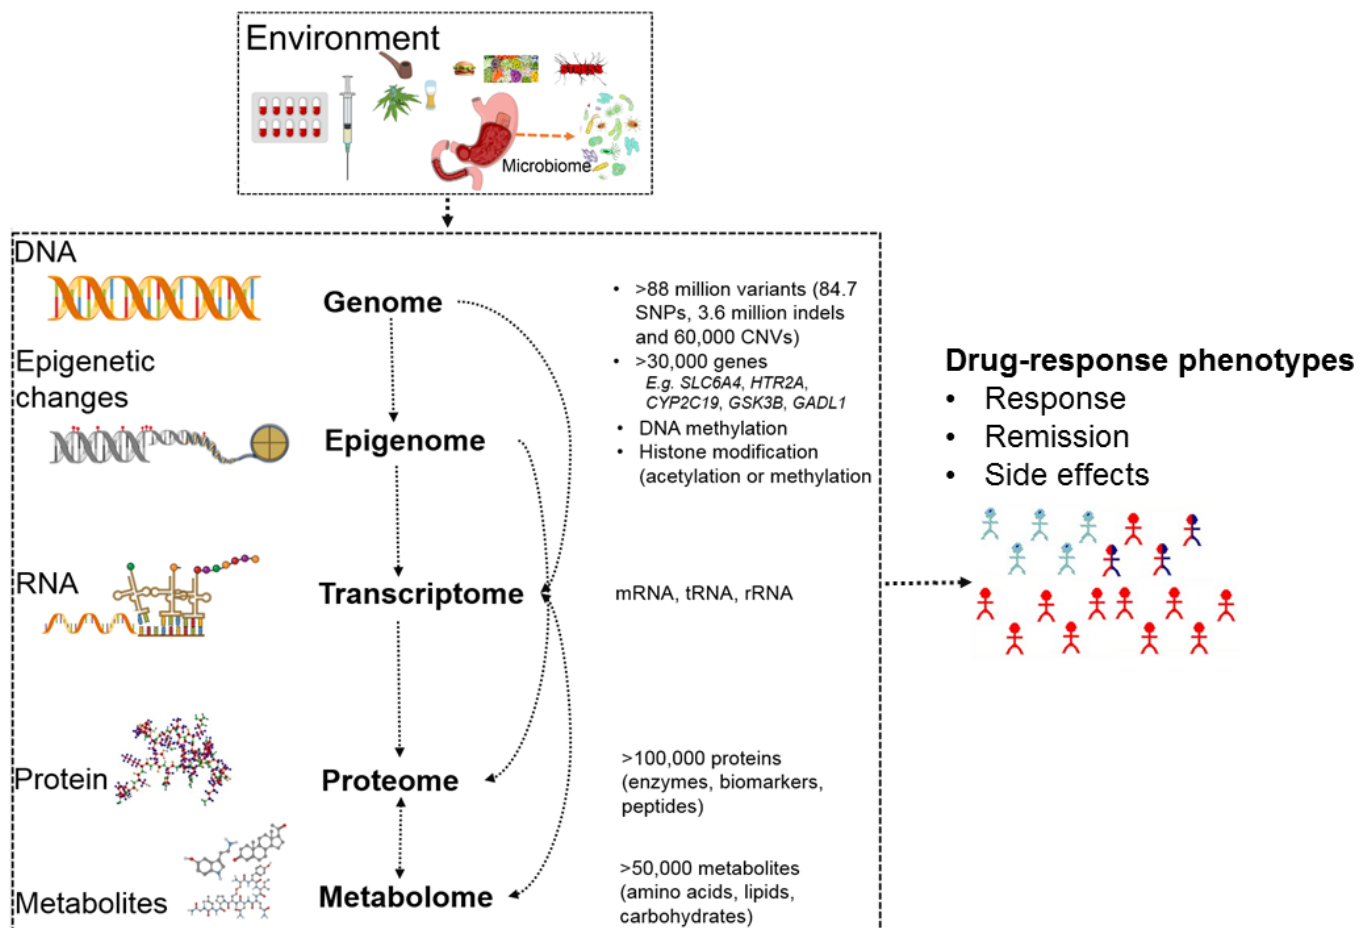 Environment
STRESS
Microbiome
DNA
Genome
• >88 million variants (84.7
SNPs, 3.6 million indels
and 60,000 CNVs)
• >30,000 genes
E.g. SLC6A4, HTR2A,
CYP2C19, GSK3B, GADL1
Epigenetic
changes
Epigenome
• DNA methylation
• Histone modification
(acetylation or methylation
RNA
Transcriptome
mRNA, tRNA, rRNA
Protein
Proteome
>100,000 proteins
(enzymes, biomarkers,
peptides)
Metabolites
Metabolome
>50,000 metabolites
(amino acids, lipids,
carbohydrates)
Drug-response phenotypes
• Response
• Remission
• Side effects